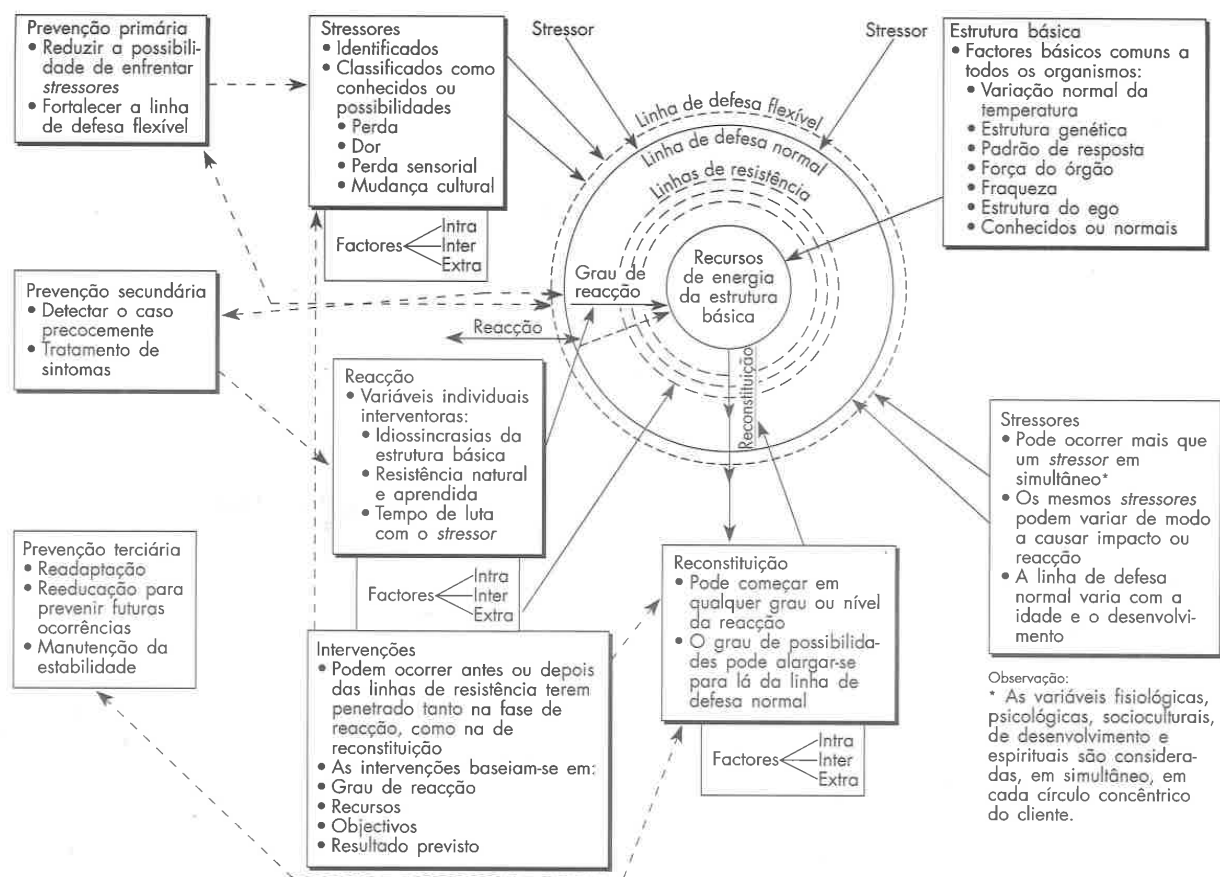 Prevenção primária
• Reduzir a possibili-
dade de enfrentar
stressores
• Fortalecer a linha
de defesa flexível
Stressores
• Identificados
• Classificados como
conhecidos ou
possibilidades
• Perda
• Dor
• Perda sensorial
• Mudança cultural
Factores
Intra
Inter
Extra
Stressor
Stressor
Linha de defesa flexível
Linha de defesa normal
Linhas de resistência
Recursos
de energia
da estrutura
básica
Grau de
reacção
Reacção
Reconstituição
Estrutura básica
• Factores básicos comuns a
todos os organismos:
• Variação normal da
temperatura
• Estrutura genética
• Padrão de resposta
• Força do órgão
• Fraqueza
• Estrutura do ego
• Conhecidos ou normais
Prevenção secundária
• Detectar o caso
precocemente
• Tratamento de
sintomas
Reacção
• Variáveis individuais
interventoras:
• Idiossincrasias da
estrutura básica
• Resistência natural
e aprendida
• Tempo de luta
com o stressor
Factores
Intra
Inter
Extra
Stressores
• Pode ocorrer mais que
um stressor em
simultâneo*
• Os mesmos stressores
podem variar de modo
a causar impacto ou
reacção
• A linha de defesa
normal varia com a
idade e o desenvolvi-
mento
Prevenção terciária
• Readaptação
• Reeducação para
prevenir futuras
ocorrências
• Manutenção da
estabilidade
Intervenções
• Podem ocorrer antes ou depois
das linhas de resistência terem
penetrado tanto na fase de
reacção, como na de
reconstituição
• As intervenções baseiam-se em:
• Grau de reacção
• Recursos
• Objectivos
• Resultado previsto
Reconstituição
• Pode começar em
qualquer grau ou nível
da reacção
• O grau de possibilida-
des pode alargar-se
para lá da linha de
defesa normal
Factores
Intra
Inter
Extra
Observação:
* As variáveis fisiológicas,
psicológicas, socioculturais,
de desenvolvimento e
espirituais são considera-
das, em simultâneo, em
cada círculo concêntrico
do cliente.